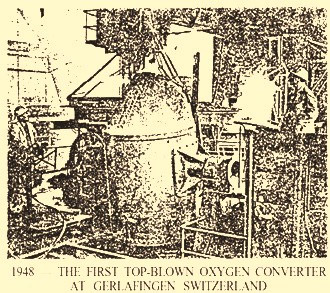 1948 — THE FIRST TOP-BLOWN OXYGEN CONVERTER
AT GERLAFINGEN SWITZERLAND